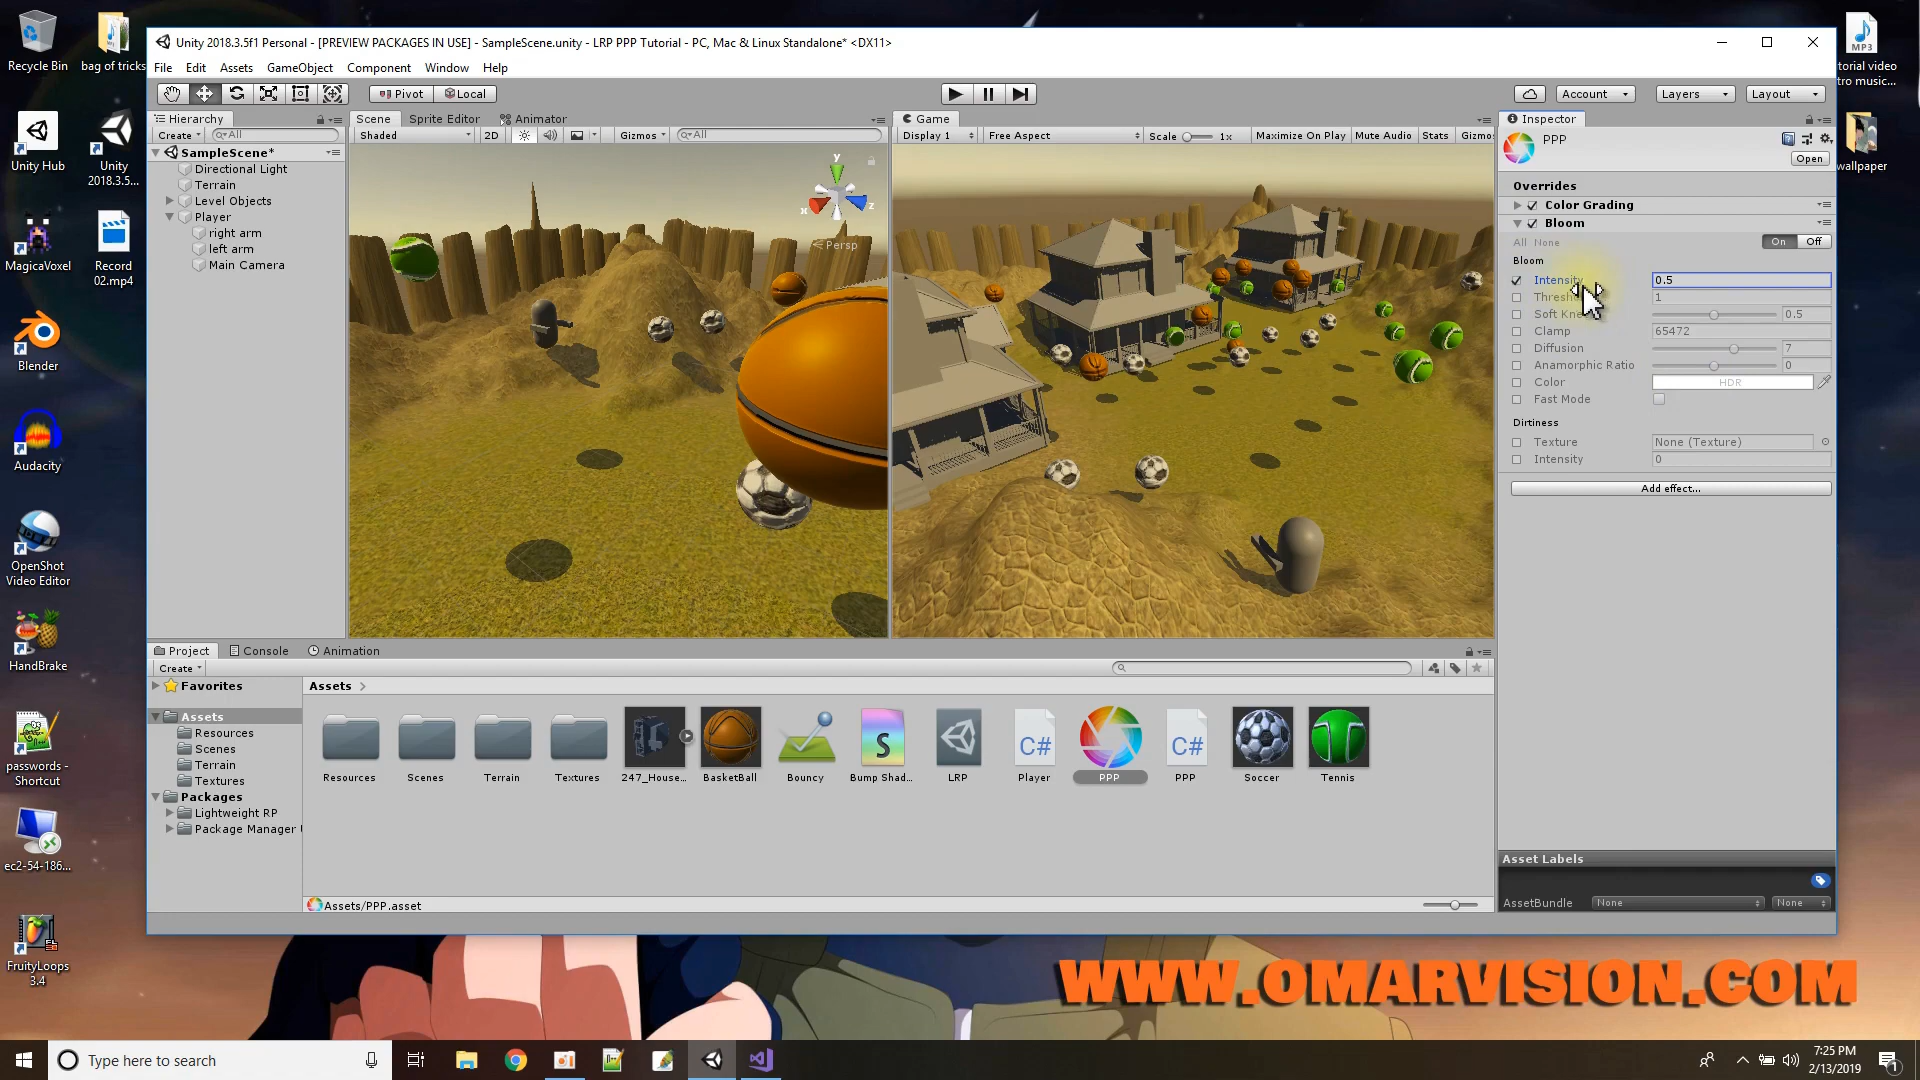 Recycle Bin
bag of tricks
Unity Hub
Unity 2018.3.5...
MagicaVoxel
Record 02.mp4
Blender
Audacity
OpenShot Video Editor
HandBrake
passwords - Shortcut
ec2-54-186...
FruityLoops 3.4
Unity 2018.3.5f1 Personal - [PREVIEW PACKAGES IN USE] - SampleScene.unity - LRP PPP Tutorial - PC, Mac & Linux Standalone* <DX11>
File Edit Assets GameObject Component Window Help
Pivot Local
Account Layers Layout
Hierarchy
Create All
SampleScene*
Directional Light
Terrain
Level Objects
Player
right arm
left arm
Main Camera
Scene Sprite Editor Animator
Shaded 2D Gizmos All
y
x z
Persp
Game
Display 1 Free Aspect Scale 1x Maximize On Play Mute Audio Stats Gizmos
Inspector
PPP
Open
Overrides
Color Grading
Bloom
All None On Off
Bloom
Intensity 0.5
1
65472
Soft 0.5
Clamp
Diffusion 7
Anamorphic Ratio 0
Color HDR
Fast Mode
Dirtiness
Texture None (Texture)
Intensity 0
Add effect...
Asset Labels
AssetBundle None None
Project Console Animation
Create
Favorites
Assets
Resources
Scenes
Terrain
Textures
Packages
Lightweight RP
Package Manager
Assets
S
C#
C#
Resources Scenes Terrain Textures 247_House... BasketBall Bouncy Bump Shad... LRP Player PPP PPP Soccer Tennis
Assets/PPP.asset
MP3
torial video
tro music...
wallpaper
WWW.OMARVISION.COM
Type here to search
7:25 PM
2/13/2019
1